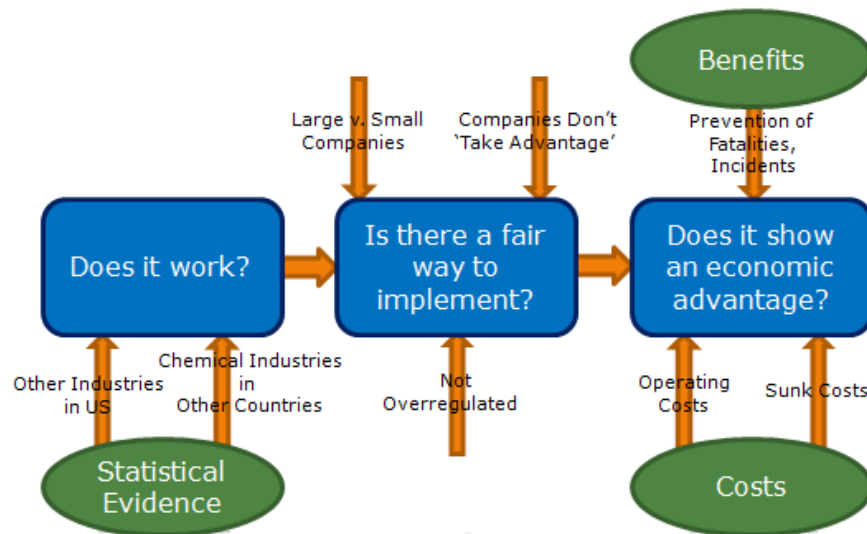 Benefits
Large v. Small
Companies
Companies Don't
'Take Advantage'
Prevention of
Fatalities,
Incidents
Does it work?
Is there a fair
way to
implement?
Does it show
an economic
advantage?
Other Industries
in US
Chemical Industries
in
Other Countries
Not
Overregulated
Operating
Costs
Sunk Costs
Statistical
Evidence
Costs